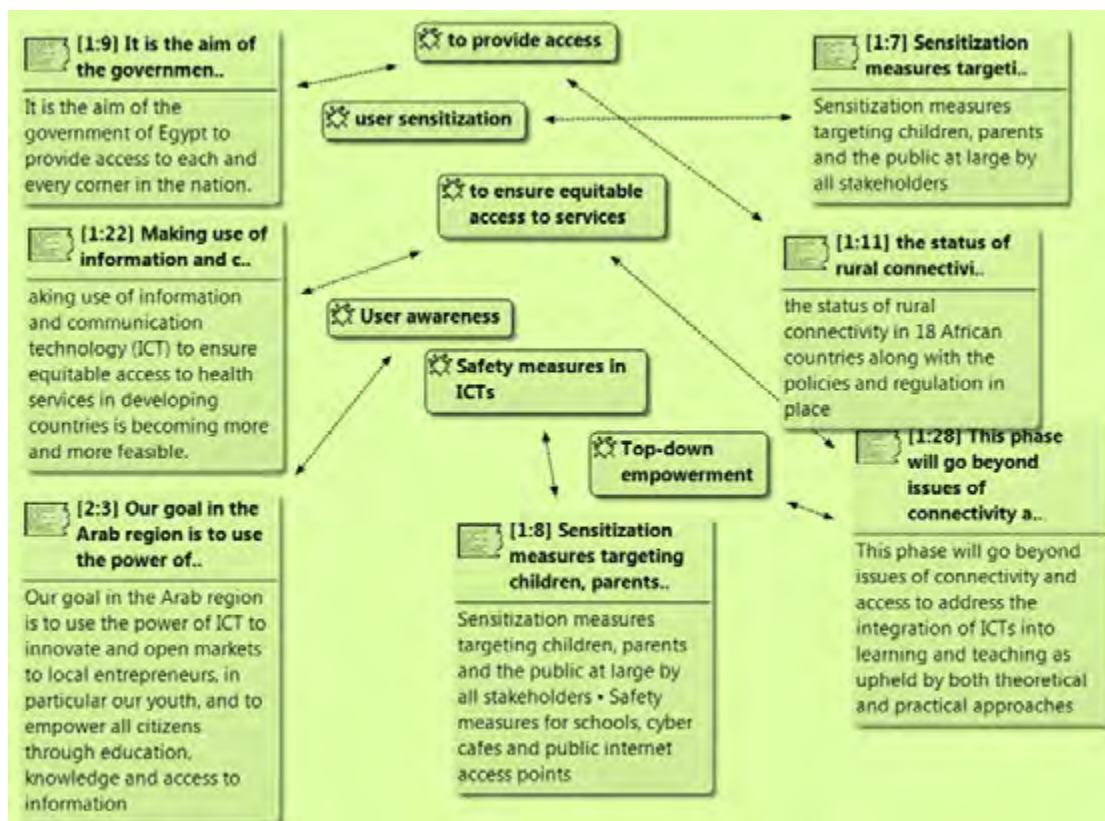 [1:9] It is the aim of
the governmen..
It is the aim of the
government of Egypt to
provide access to each and
every corner in the nation.
to provide access
user sensitization
[1:7] Sensitization
measures targeti..
Sensitization measures
targeting children, parents
and the public at large by
all stakeholders
to ensure equitable
access to services
[1:22] Making use of
information and c..
aking use of information
and communication
technology (ICT) to ensure
equitable access to health
services in developing
countries is becoming more
and more feasible.
[1:11] the status of
rural connectivi..
the status of rural
connectivity in 18 African
countries along with the
policies and regulation in
place
User awareness
Safety measures in
ICTs
Top-down
empowerment
[1:28] This phase
will go beyond
issues of
connectivity a..
This phase will go beyond
issues of connectivity and
access to address the
integration of ICTs into
learning and teaching as
upheld by both theoretical
and practical approaches
[2:3] Our goal in the
Arab region is to use
the power of..
Our goal in the Arab region
is to use the power of ICT to
innovate and open markets
to local entrepreneurs, in
particular our youth, and to
empower all citizens
through education,
knowledge and access to
information
[1:8] Sensitization
measures targeting
children, parents..
Sensitization measures
targeting children, parents
and the public at large by
all stakeholders • Safety
measures for schools, cyber
cafes and public internet
access points